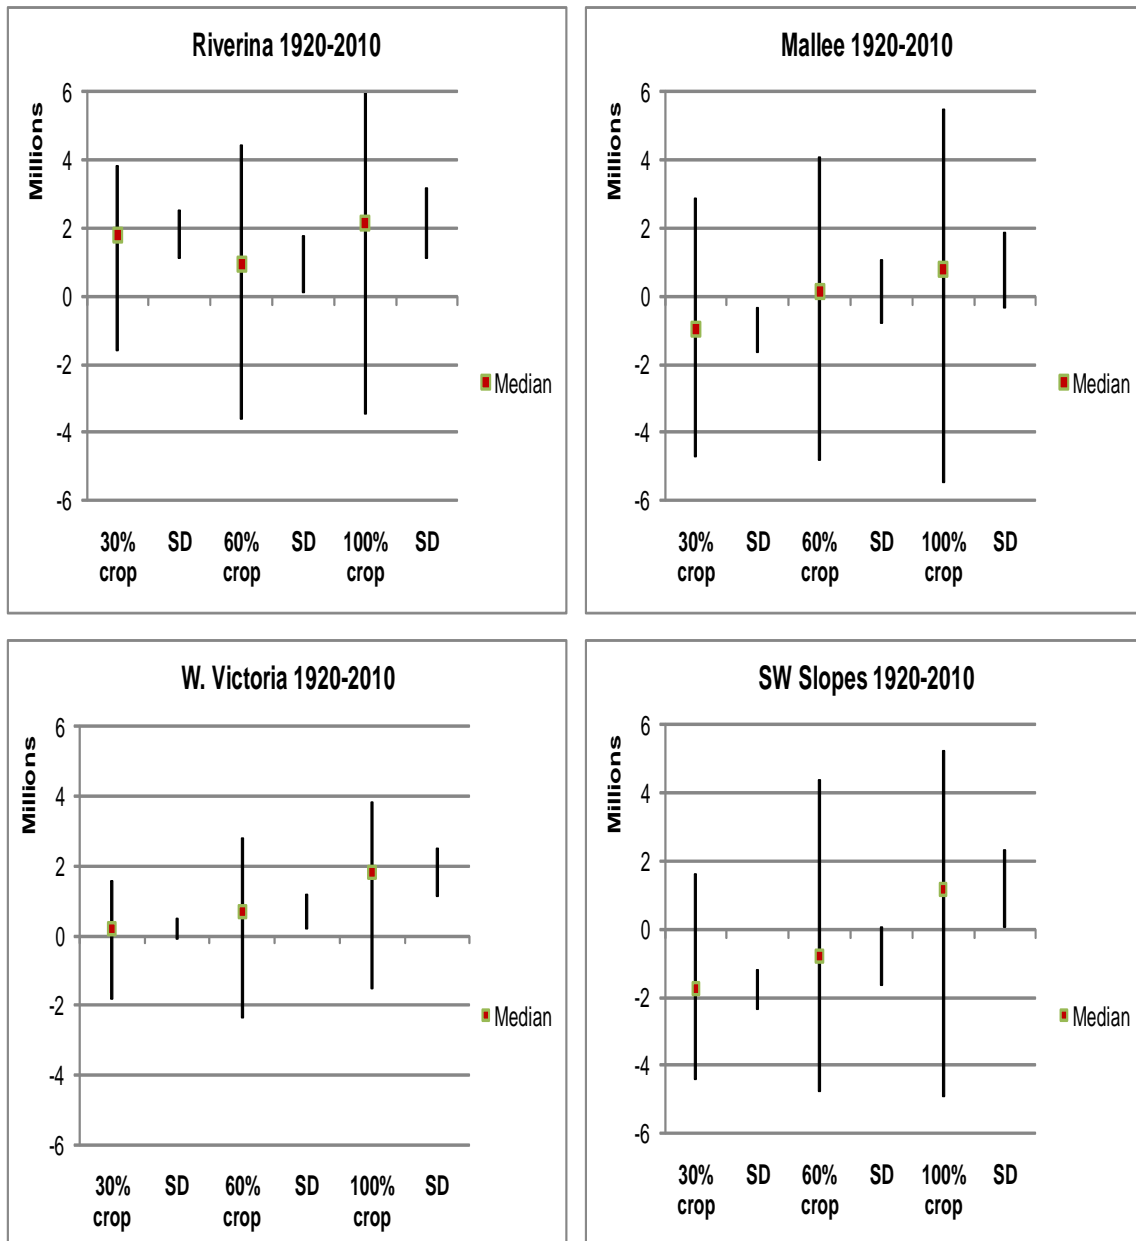 Riverina 1920-2010
Millions
6
4
2
0
-2
-4
-6
Median
30% crop SD 60% crop SD 100% crop SD
Mallee 1920-2010
Millions
6
4
2
0
-2
-4
-6
Median
30% crop SD 60% crop SD 100% crop SD
W. Victoria 1920-2010
Millions
6
4
2
0
-2
-4
-6
Median
30% crop SD 60% crop SD 100% crop SD
SW Slopes 1920-2010
Millions
6
4
2
0
-2
-4
-6
Median
30% crop SD 60% crop SD 100% crop SD